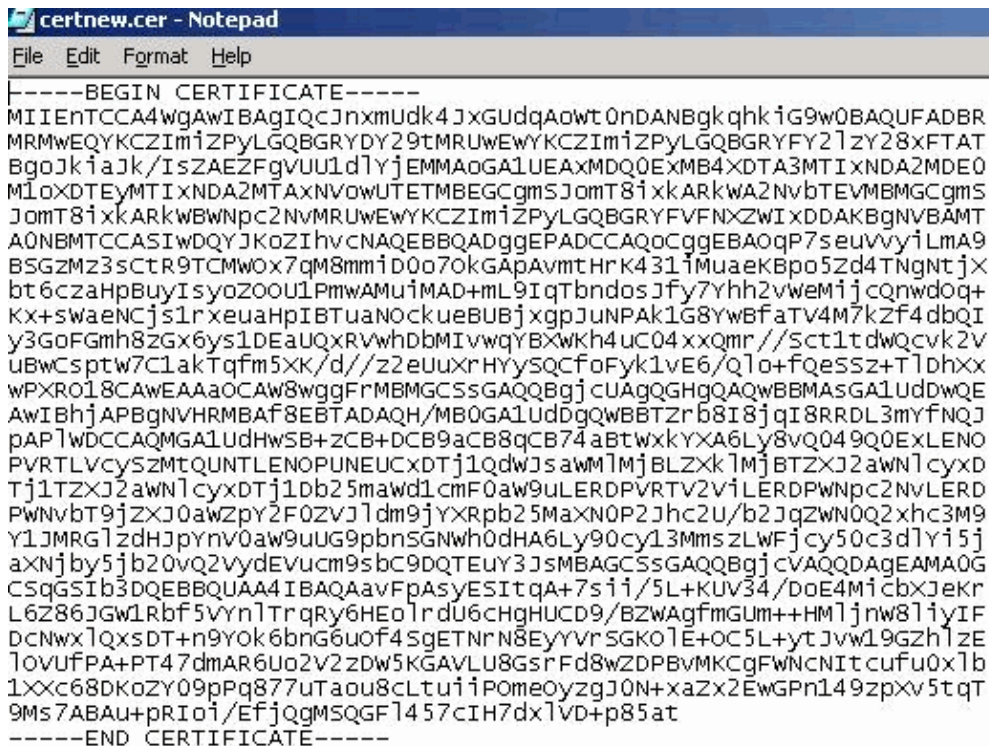 certnew.cer - Notepad
File Edit Format Help
-----BEGIN CERTIFICATE-----
MIIEnTCCA4WgAwIBAgIQcJnxmUdk4JxGUdqAoWt0nDANBgkqhkiG9w0BAQUFADBR
MRMwEQYKCZImiZPyLGQBGRYDY29tMRUwEwYKCZImiZPyLGQBGRYFY2lzY28xFTAT
BgoJkiaJk/IsZAEZFgVUU1dlYjEMMAoGA1UEAxMDQ0ExMB4XDTA3MTIxNDA2MDE0
M1oXDTEyMTIxNDA2MTAxNVowUTETMBEGCgmSJomT8ixkARkWA2NvbTEVMBMGCgmS
JomT8ixkARkWBWNpc2NvMRUwEwYKCZImiZPyLGQBGRYFVFNXZWIxDDAKBgNVBAMT
A0NBMTCCASIwDQYJKoZIhvcNAQEBBQADggEPADCCAQoCggEBAOqP7seuVvyiLmA9
BSGzMz3sCtR9TCMWOx7qM8mmiD0o7OkGApAvmtHrK431iMuaeKBpo5Zd4TNgNtjX
bt6czaHpBuyIsyoZOOU1PmwAMuiMAD+mL9IqTbndosJfy7Yhh2vWeMijcQnwdOq+
Kx+sWaeNCjs1rxeuaHpIBTuaNOckueBUBjxgpJuNPAk1G8YwBfaTV4M7kZf4dbQI
y3GoFGmh8zGx6ys1DEaUQxRVwhDbMIvwqYBXWKh4uC04xxQmr//Sct1tdWQcvk2V
uBwCsptW7C1akTqfm5XK/d//z2eUuXrHYySQCfoFyk1vE6/Qlo+fQeSSz+TlDhXx
wPXRO18CAwEAAaOCAW8wggFrMBMGCSsGAQQBgjcUAgQGHgQAQwBBMAsGA1UdDwQE
AwIBhjAPBgNVHRMBAf8EBTADAQH/MB0GA1UdDgQWBBTZrb8I8jqI8RRDL3mYfNQJ
pAPlWDCCAQMGA1UdHwSB+zCB+DCB9aCB8qCB74aBtWxkYXA6Ly8vQ049Q0ExLENO
PVRTLVcySzMtQUNTLENOPUNEUCxDTj1QdWJsaWMlMjBLZXklMjBTZXJ2aWNlcyxD
Tj1TZXJ2aWNlcyxDTj1Db25maWd1cmF0aW9uLERDPVRTV2ViLERDPWNpc2NvLERD
PWNvbT9jZXJ0aWZpY2F0ZVJldm9jYXRpb25MaXN0P2Jhc2U/b2JqZWN0Q2xhc3M9
Y1JMRGlzdHJpYnV0aW9uUG9pbnSGNWh0dHA6Ly90cy13MmszLWFjcy50c3dlYi5j
aXNjby5jb20vQ2VydEVucm9sbC9DQTEuY3JsMBAGCSsGAQQBgjcVAQQDAgEAMA0G
CSqGSIb3DQEBBQUAA4IBAQAavFpAsyESItqA+7sii/5L+KUV34/DoE4MicbXJeKr
L6Z86JGW1Rbf5VYnlTrqRy6HEolrdU6cHgHUCD9/BZWAgfmGUm++HMljnW8liyIF
DcNwxlQxsDT+n9YOk6bnG6uOf4SgETNrN8EyYVrSGKOlE+OC5L+ytJvw19GZhlzE
lOVUfPA+PT47dmAR6Uo2V2zDW5KGAVLU8GsrFd8wZDPBvMKCgFWNcNItcufu0xlb
1XXc68DKoZY09pPq877uTaou8cLtuiiPOmeOyzgJ0N+xaZx2EwGPn149zpXv5tqT
9Ms7ABAu+pRIoi/EfjQgMSQGFl457cIH7dxlVD+p85at
-----END CERTIFICATE-----